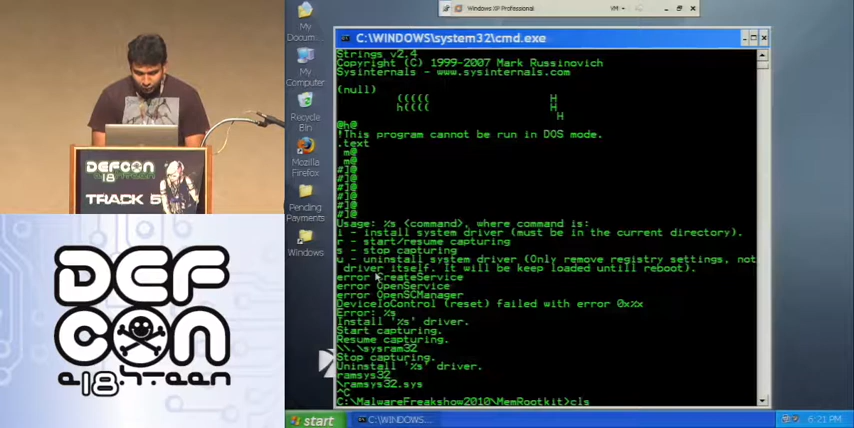 DEFCON
18
TRACK 5
DEF
CON
e18hteen
Windows XP Professional
VM
C:\WINDOWS\system32\cmd.exe
My
Docum...
My
Computer
Recycle
Bin
Mozilla
Firefox
Pending
Payments
Windows
Strings v2.4
Copyright (C) 1999-2007 Mark Russinovich
Sysinternals - www.sysinternals.com
(null)
(((((                  H
h((((                  H
H
@h@
!This program cannot be run in DOS mode.
.text
m@
m@
#]@
#]@
#]@
#]@
#]@
Usage: %s <command>, where command is:
i - install system driver (must be in the current directory).
r - start/resume capturing
s - stop capturing
u - uninstall system driver (Only remove registry settings, not
driver itself. It will be keep loaded untill reboot).
error CreateService
error OpenService
error OpenSCManager
DeviceIoControl (reset) failed with error 0x%x
Error: %s
Install '%s' driver.
Start capturing.
Resume capturing.
\\.\sysram32
Stop capturing.
Uninstall '%s' driver.
ramsys32
\ramsys32.sys
^C
C:\MalwareFreakshow2010\MemRootkit>cls
start
C:\WINDOWS...
6:21 PM